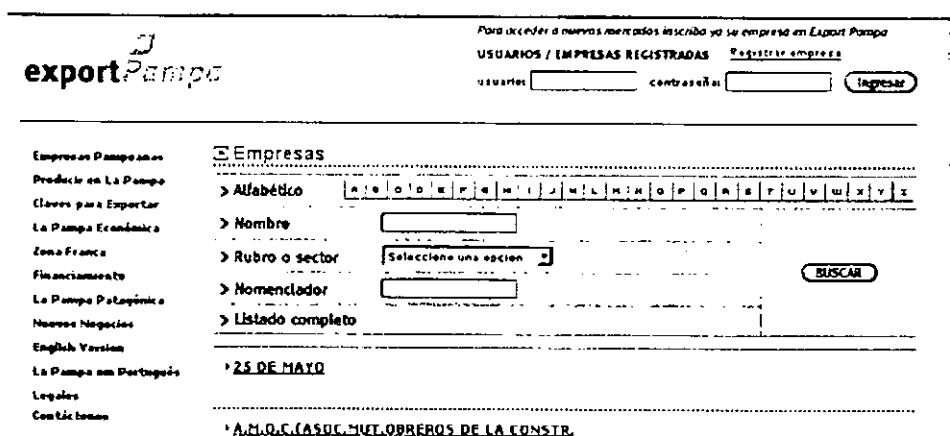 Para acceder a nuevos mercados inscriba ya su empresa en Export Pampa
exportPampa
USUARIOS / EMPRESAS REGISTRADAS Registrar empresa
usuario: contraseña: Ingresar
Empresas Pampeanas
Producir en La Pampa
Claves para Exportar
La Pampa Económica
Zona Franca
Financiamiento
La Pampa Patagónica
Nuevos Negocios
English Version
La Pampa em Portugués
Legales
Contáctenos
Empresas
> Alfabético A B C D E F G H I J K L M N O P Q R S T U V W X Y Z
> Nombre
> Rubro o sector Seleccione una opcion
BUSCAR
> Nomenclador
> Listado completo
25 DE MAYO
A.M.O.C.(ASOC.MUT.OBREROS DE LA CONSTR.